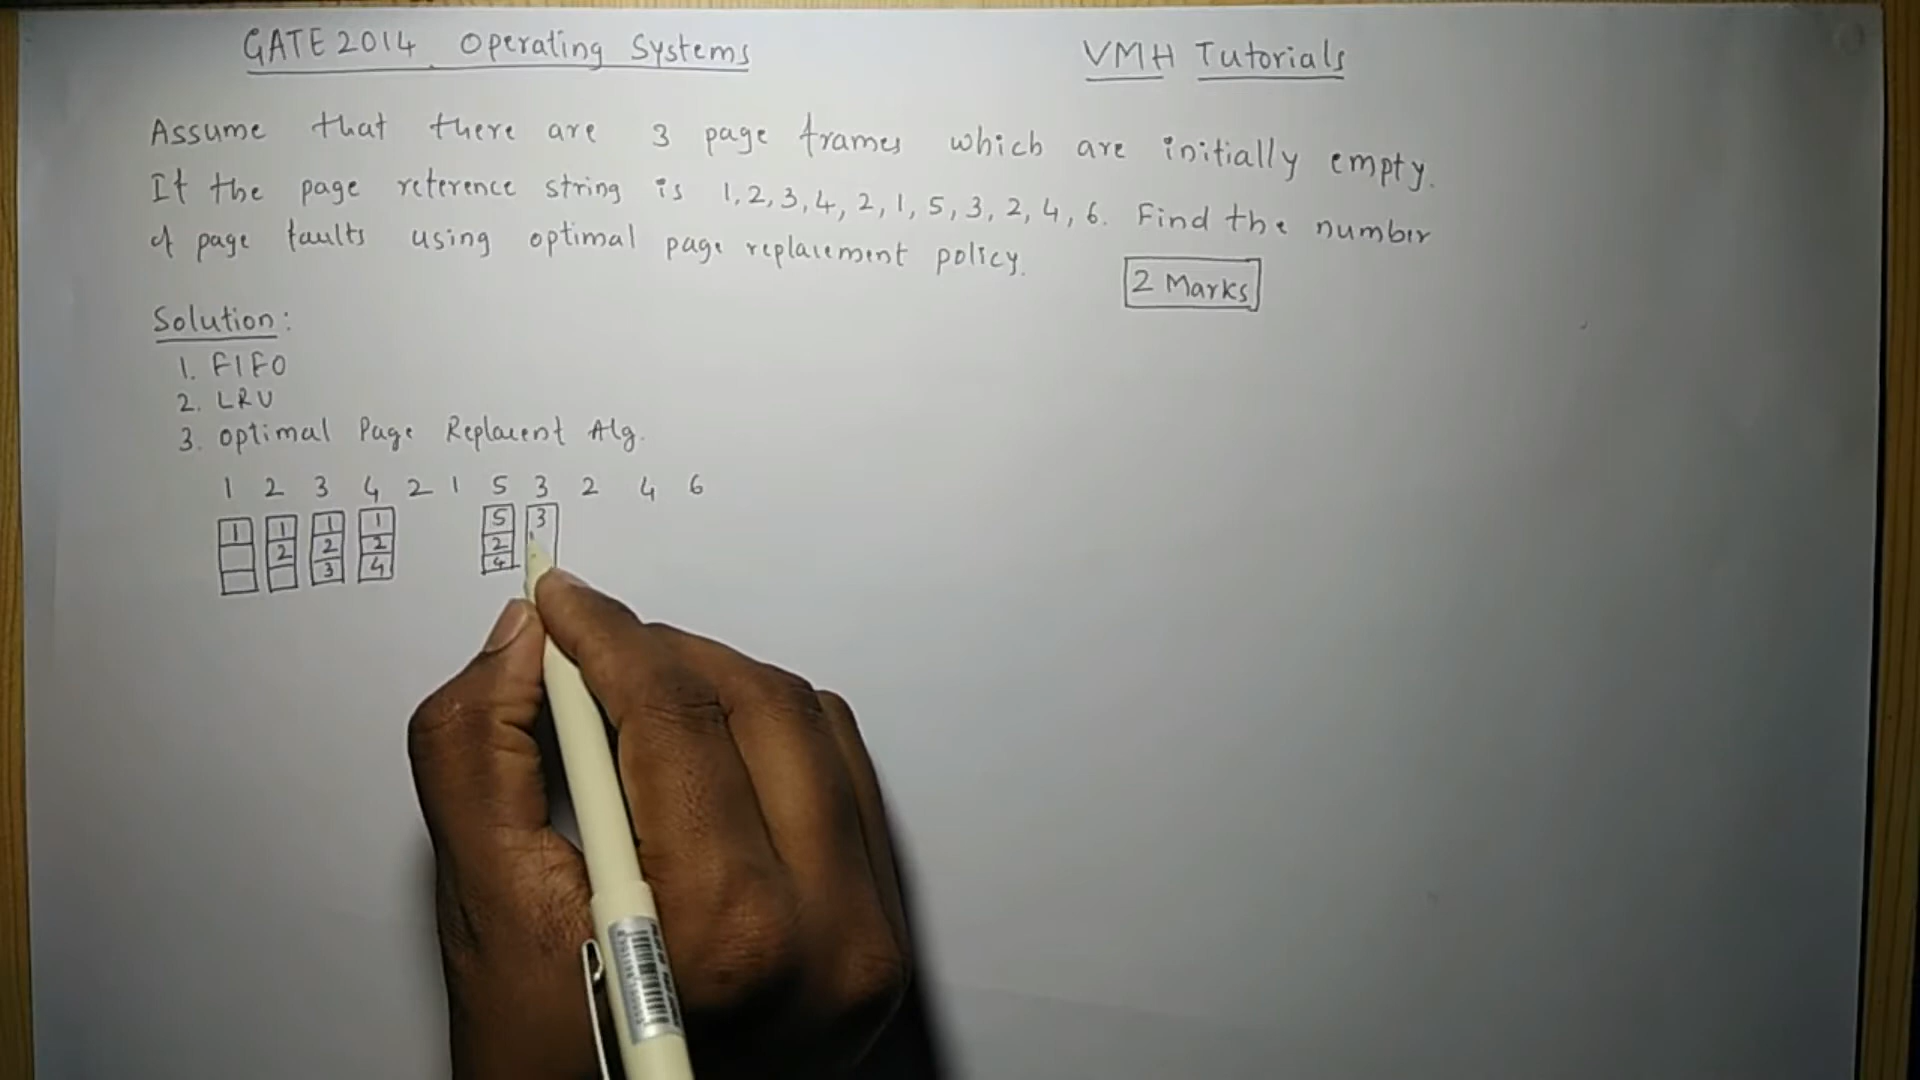 GATE 2014 Operating Systems
VMH Tutorials
Assume that there are 3 page frames which are initially empty.
If the page reference string is 1,2,3,4,2,1,5,3,2,4,6. Find the number
of page faults using optimal page replacement policy.
2 Marks
Solution:
1. FIFO
2. LRU
3. Optimal Page Replacent Alg.
1 2 3 4 2 1 5 3 2 4 6
1 1 1 1 5 3
2 2 2 2
3 4 4